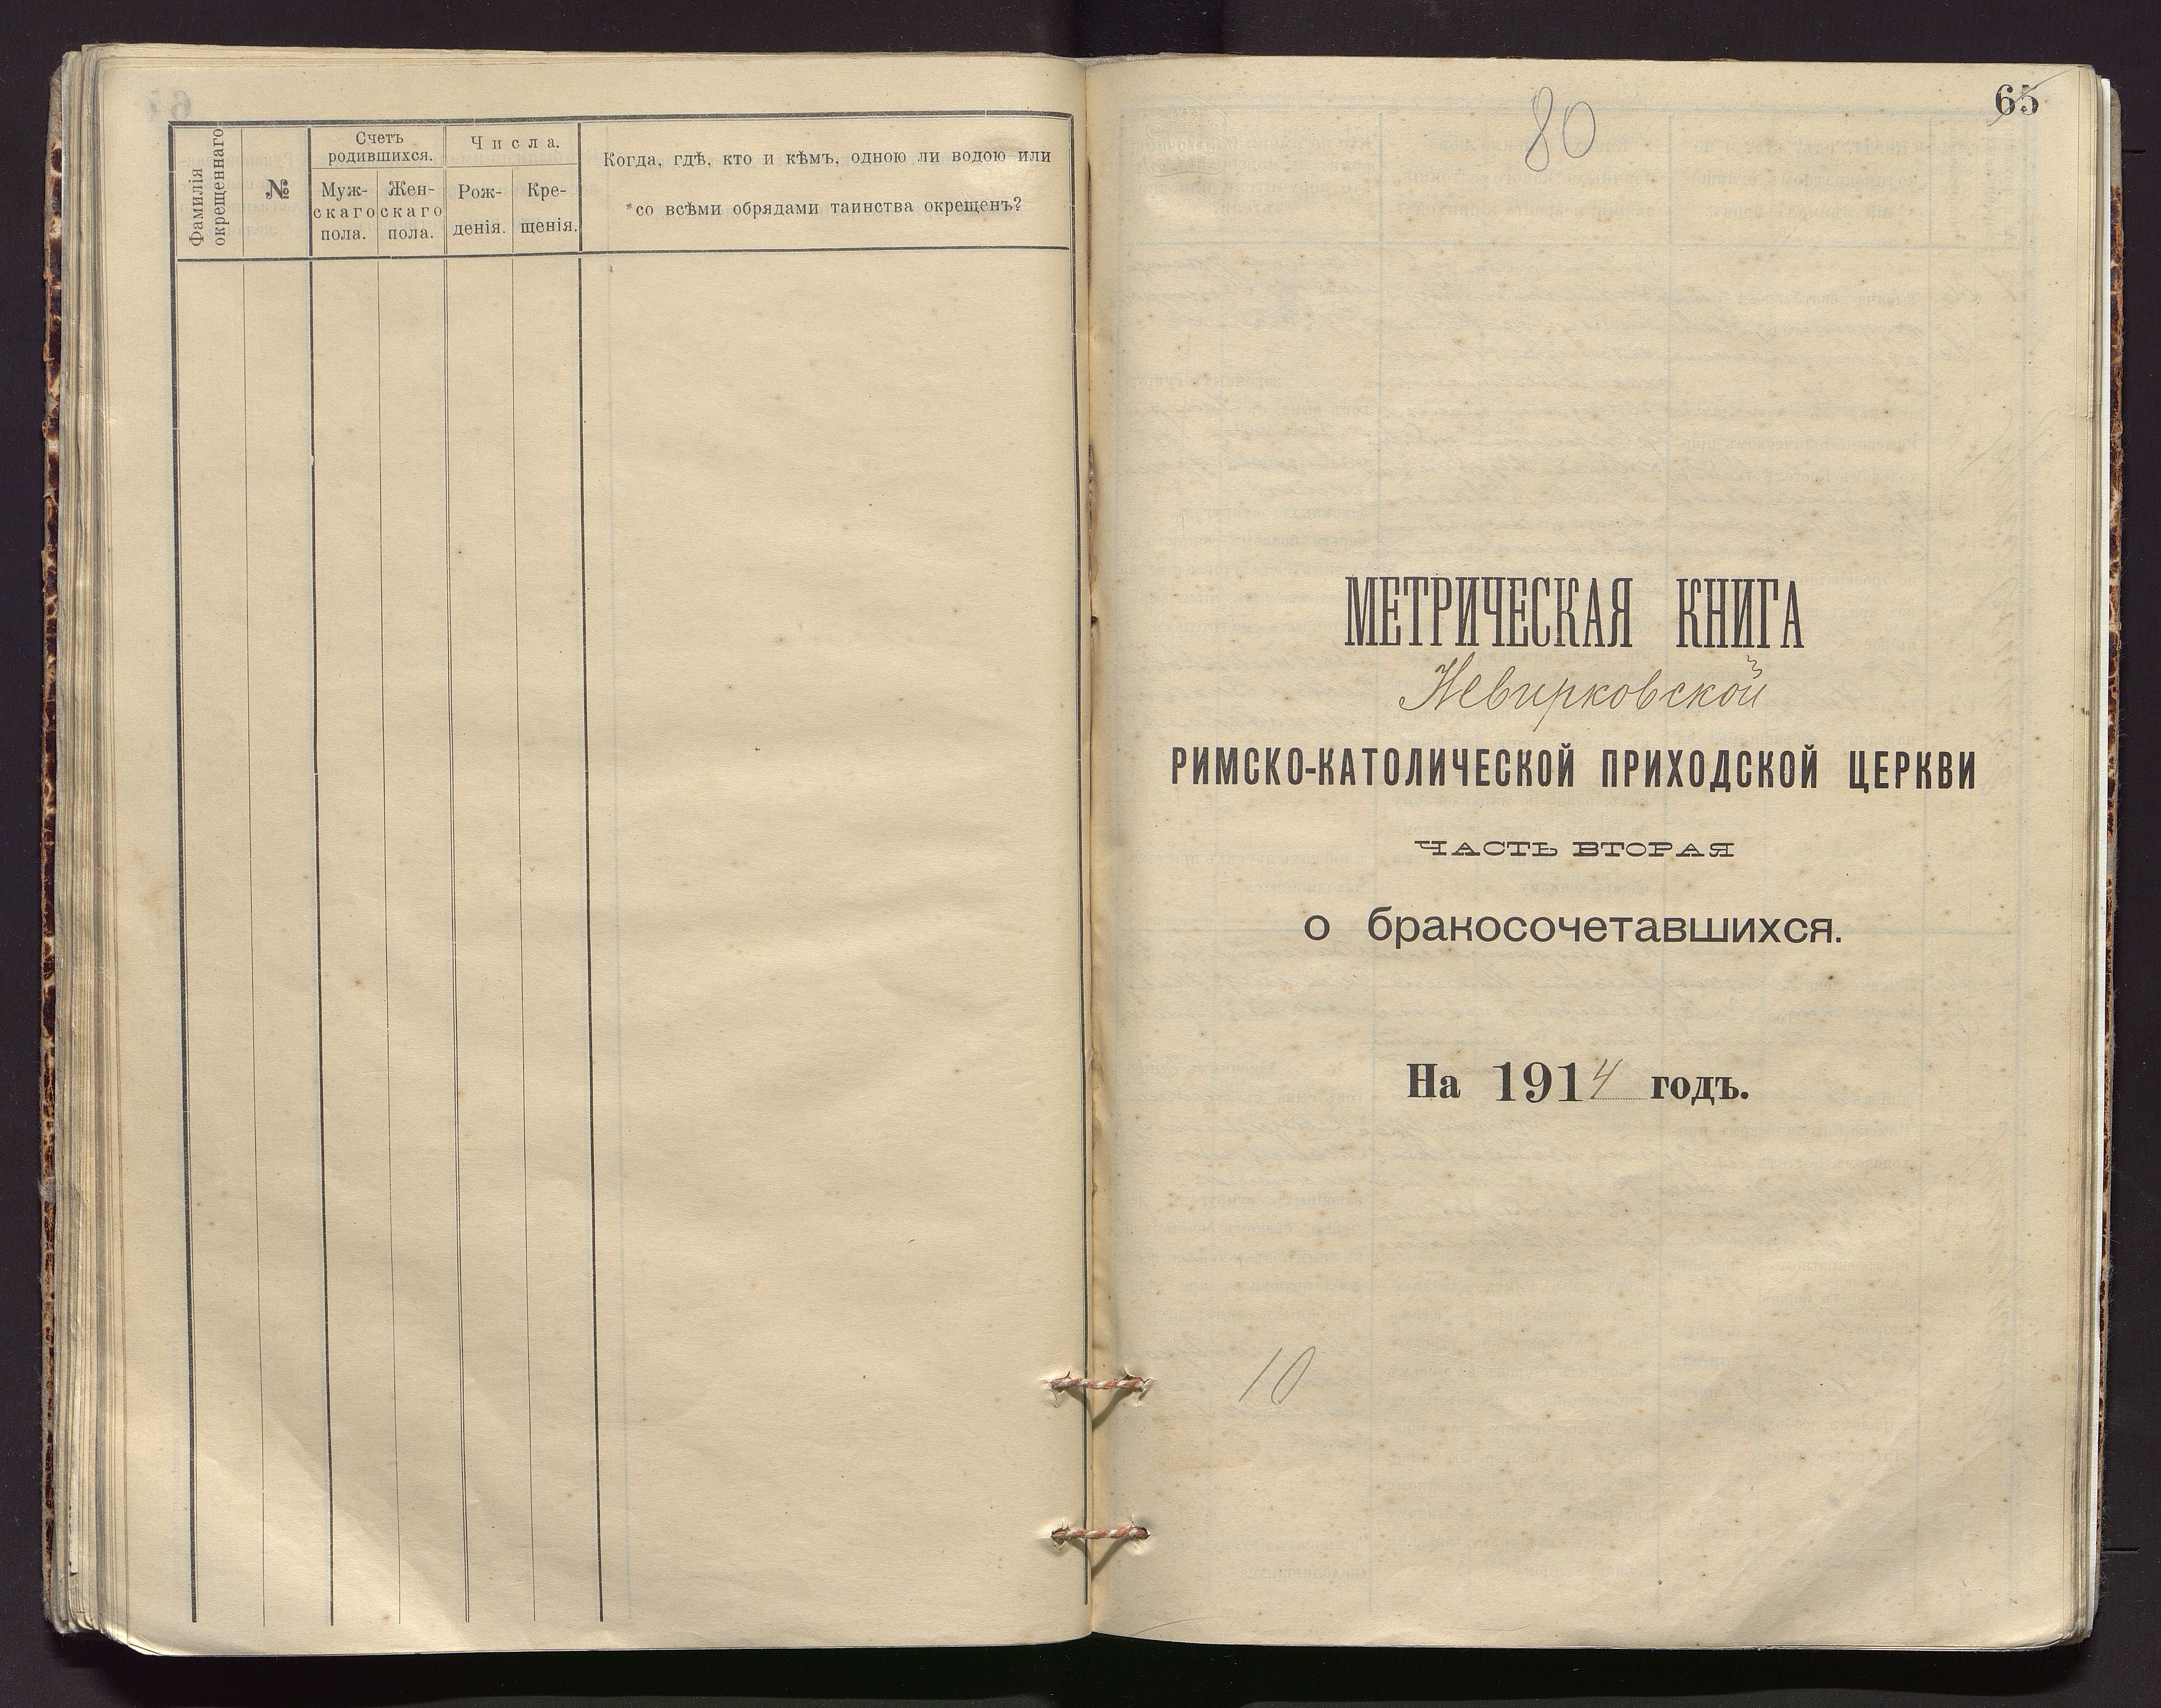 Фамилія
окрещеннаго
№
Счетъ
родившихся.
Муж-
скаго
пола.
Жен-
скаго
пола.
Числа.
Рож-
денія.
Кре-
щенія.
Когда, гдѣ, кто и кѣмъ, одною ли водою или
со всѣми обрядами таинства окрещенъ?
80
65
МЕТРИЧЕСКАЯ КНИГА
Невирковской
РИМСКО-КАТОЛИЧЕСКОЙ ПРИХОДСКОЙ ЦЕРКВИ
ЧАСТЬ ВТОРАЯ
о бракосочетавшихся.
На 1914 годъ.
10